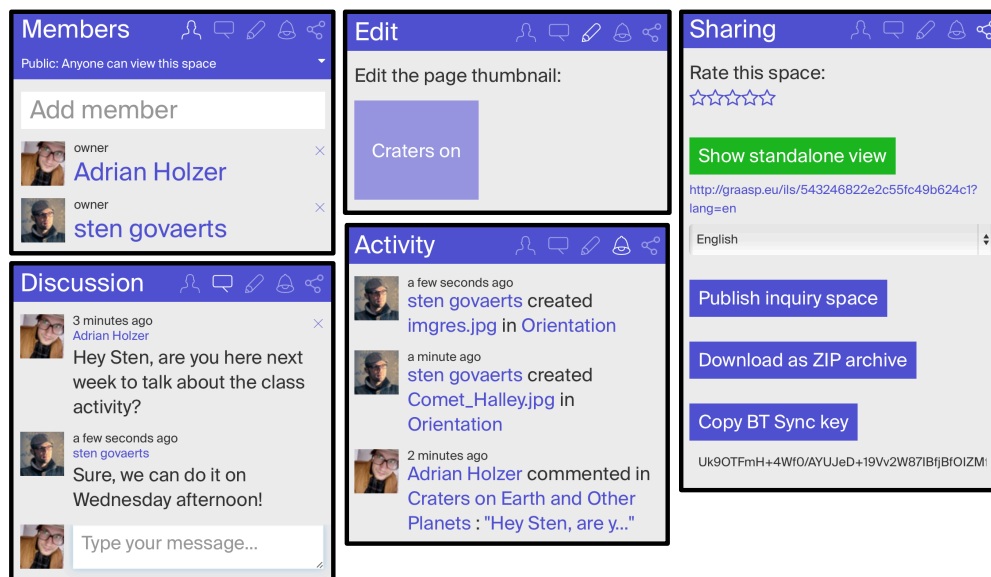 Members
Public: Anyone can view this space
Add member
owner
Adrian Holzer
owner
sten govaerts
Discussion
3 minutes ago
Adrian Holzer
Hey Sten, are you here next
week to talk about the class
activity?
a few seconds ago
sten govaerts
Sure, we can do it on
Wednesday afternoon!
Type your message...
Edit
Edit the page thumbnail:
Craters on
Activity
a few seconds ago
sten govaerts created
imgres.jpg in Orientation
a minute ago
sten govaerts created
Comet_Halley.jpg in
Orientation
2 minutes ago
Adrian Holzer commented in
Craters on Earth and Other
Planets : "Hey Sten, are y..."
Sharing
Rate this space:
Show standalone view
http://graasp.eu/ils/543246822e2c55fc49b624c1?
lang=en
English
Publish inquiry space
Download as ZIP archive
Copy BT Sync key
Uk9OTFmH+4Wf0/AYUJeD+19Vv2W87IBfjBfOIZM